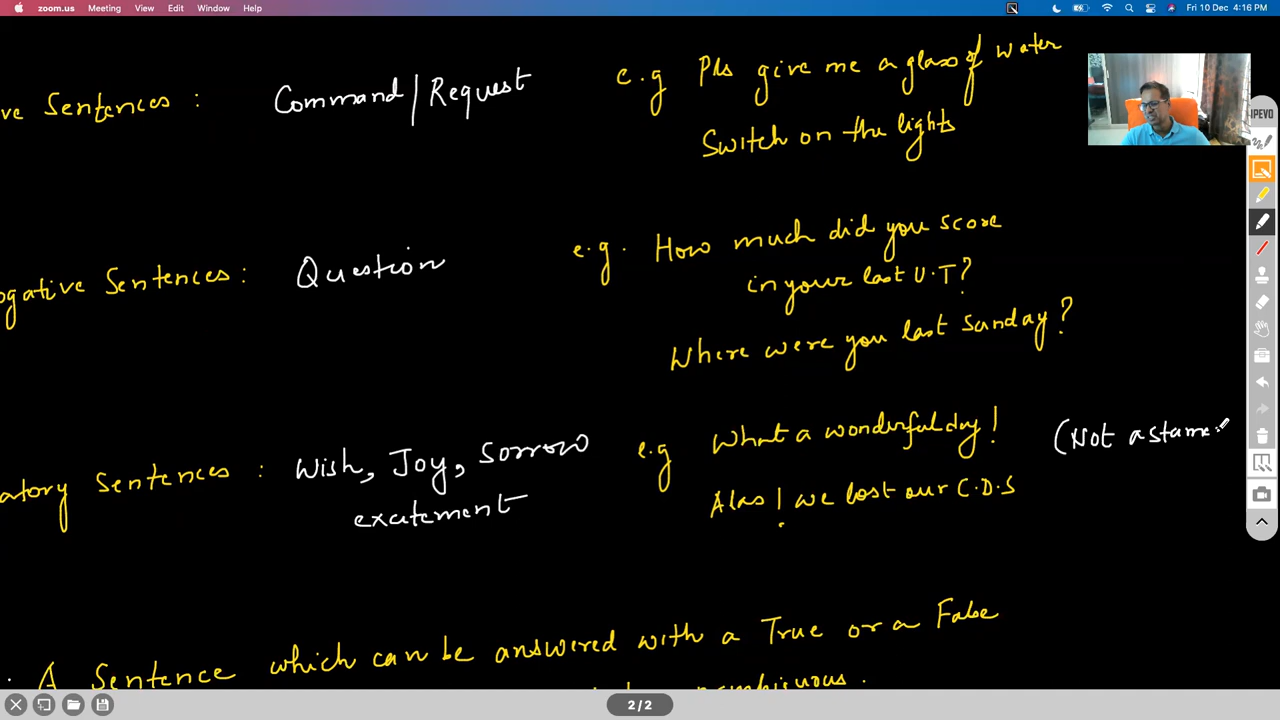 zoom.us Meeting View Edit Window Help Fri 10 Dec 4:16 PM
ve Sentences : Command/Request e.g Pls give me a glass of water
Switch on the lights
IPEVO
ogative Sentences : Question e.g. How much did you score
in your last U.T?
Where were you last Sunday?
atory Sentences : Wish, Joy, Sorrow e.g What a wonderful day! (Not a stame
excitement Alas! we lost our C.D.S
: A Sentence which can be answered with a True or a False
2/2